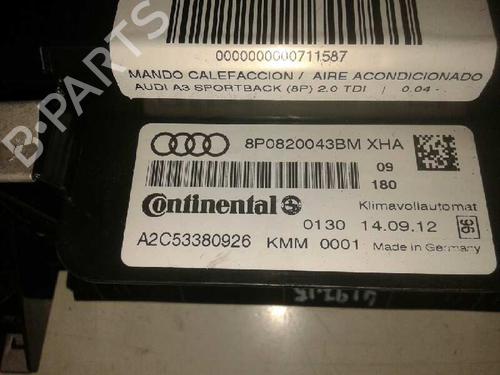 B-PARTS
0000000000711587
MANDO CALEFACCION / AIRE ACONDICIONADO
AUDI A3 SPORTBACK (8P) 2.0 TDI | 0.04 -
8P0820043BM XHA
09
180
Continental
Klimavollautomat
0130 14.09.12
A2C53380926 KMM 0001 Made in Germany